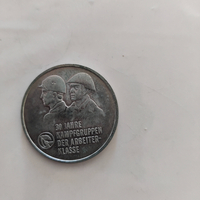 30 JAHRE
KAMPFGRUPPEN
DER ARBEITER-
KLASSE